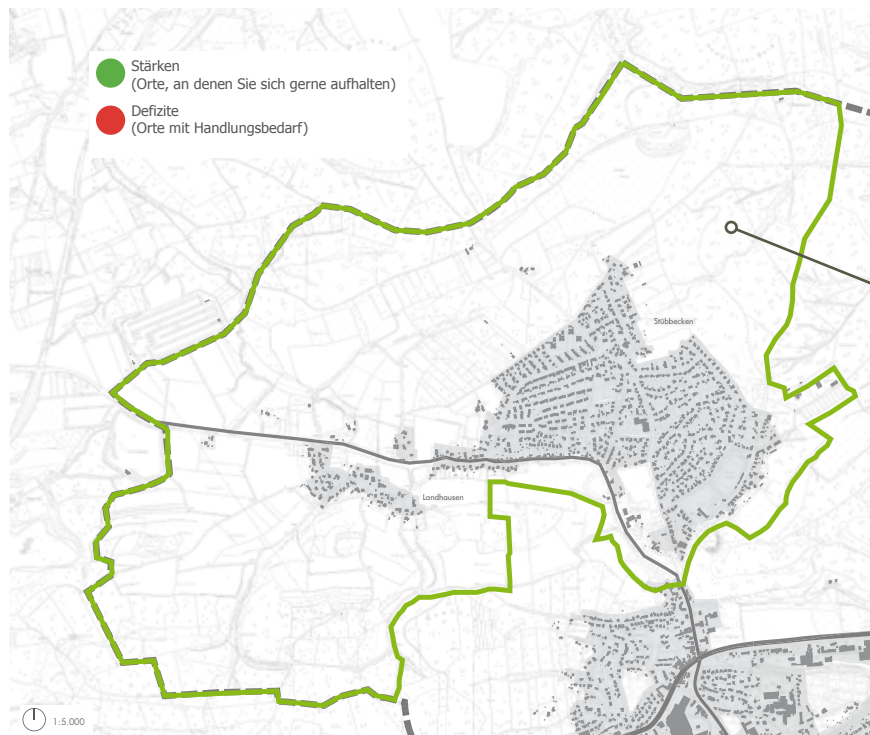 Stärken
(Orte, an denen Sie sich gerne aufhalten)
Defizite
(Orte mit Handlungsbedarf)
Stübbecken
Landhausen
1:5.000